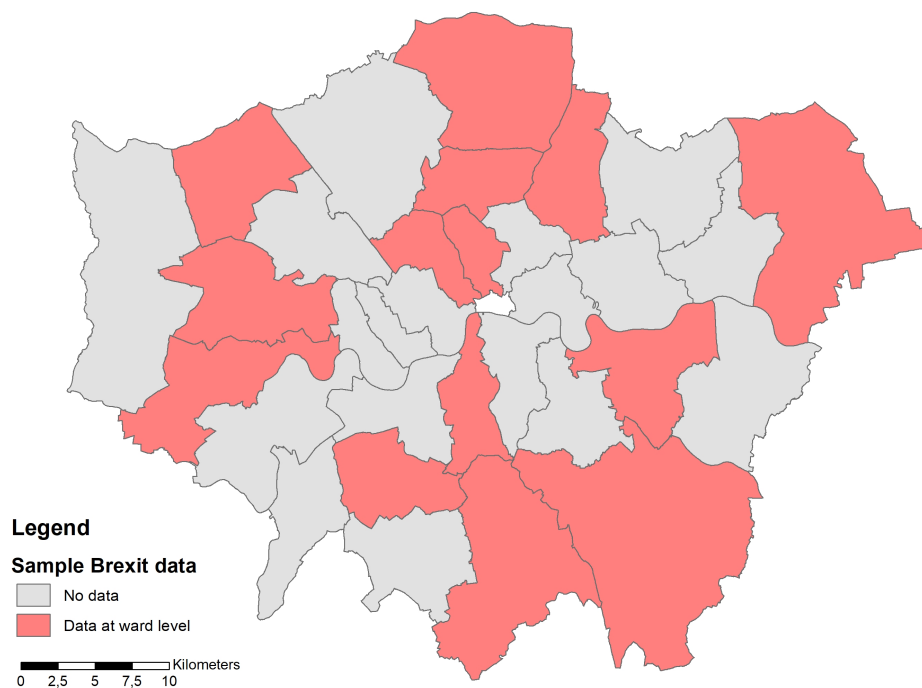 Legend
Sample Brexit data
No data
Data at ward level
Kilometers
0 2,5 5 7,5 10